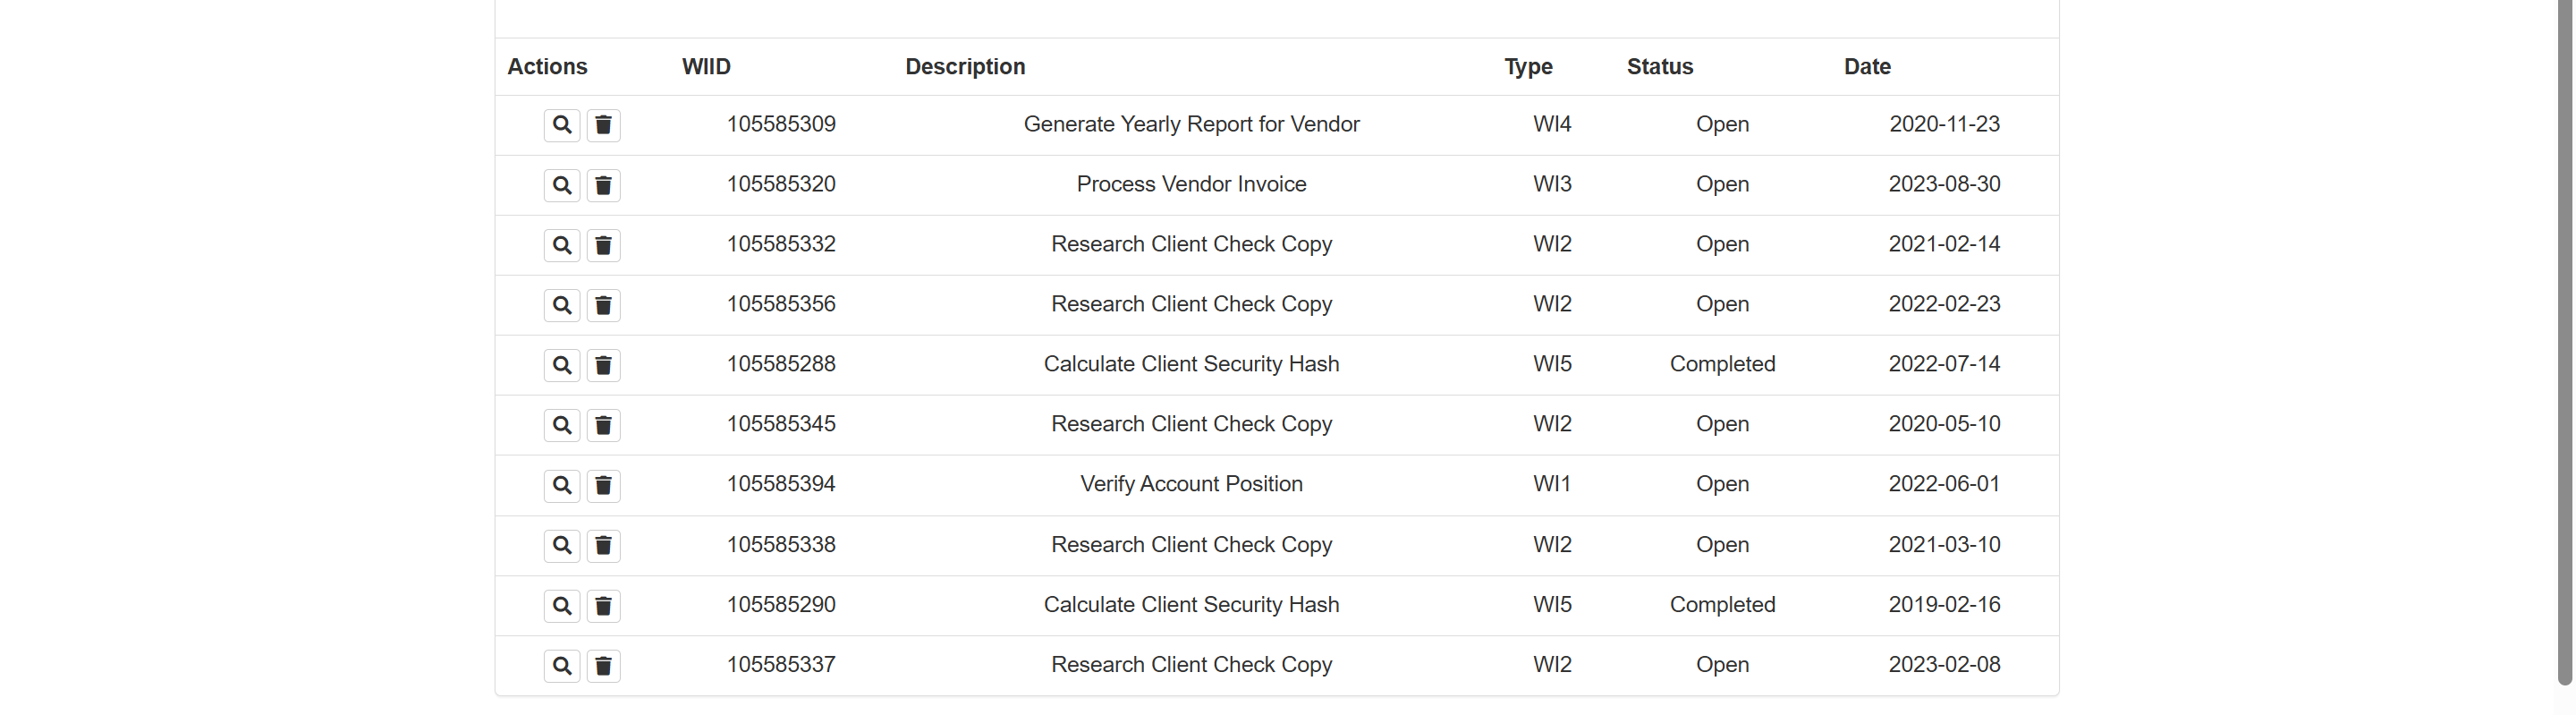 Actions WIID Description Type Status Date
105585309 Generate Yearly Report for Vendor WI4 Open 2020-11-23
105585320 Process Vendor Invoice WI3 Open 2023-08-30
105585332 Research Client Check Copy WI2 Open 2021-02-14
105585356 Research Client Check Copy WI2 Open 2022-02-23
105585288 Calculate Client Security Hash WI5 Completed 2022-07-14
105585345 Research Client Check Copy WI2 Open 2020-05-10
105585394 Verify Account Position WI1 Open 2022-06-01
105585338 Research Client Check Copy WI2 Open 2021-03-10
105585290 Calculate Client Security Hash WI5 Completed 2019-02-16
105585337 Research Client Check Copy WI2 Open 2023-02-08